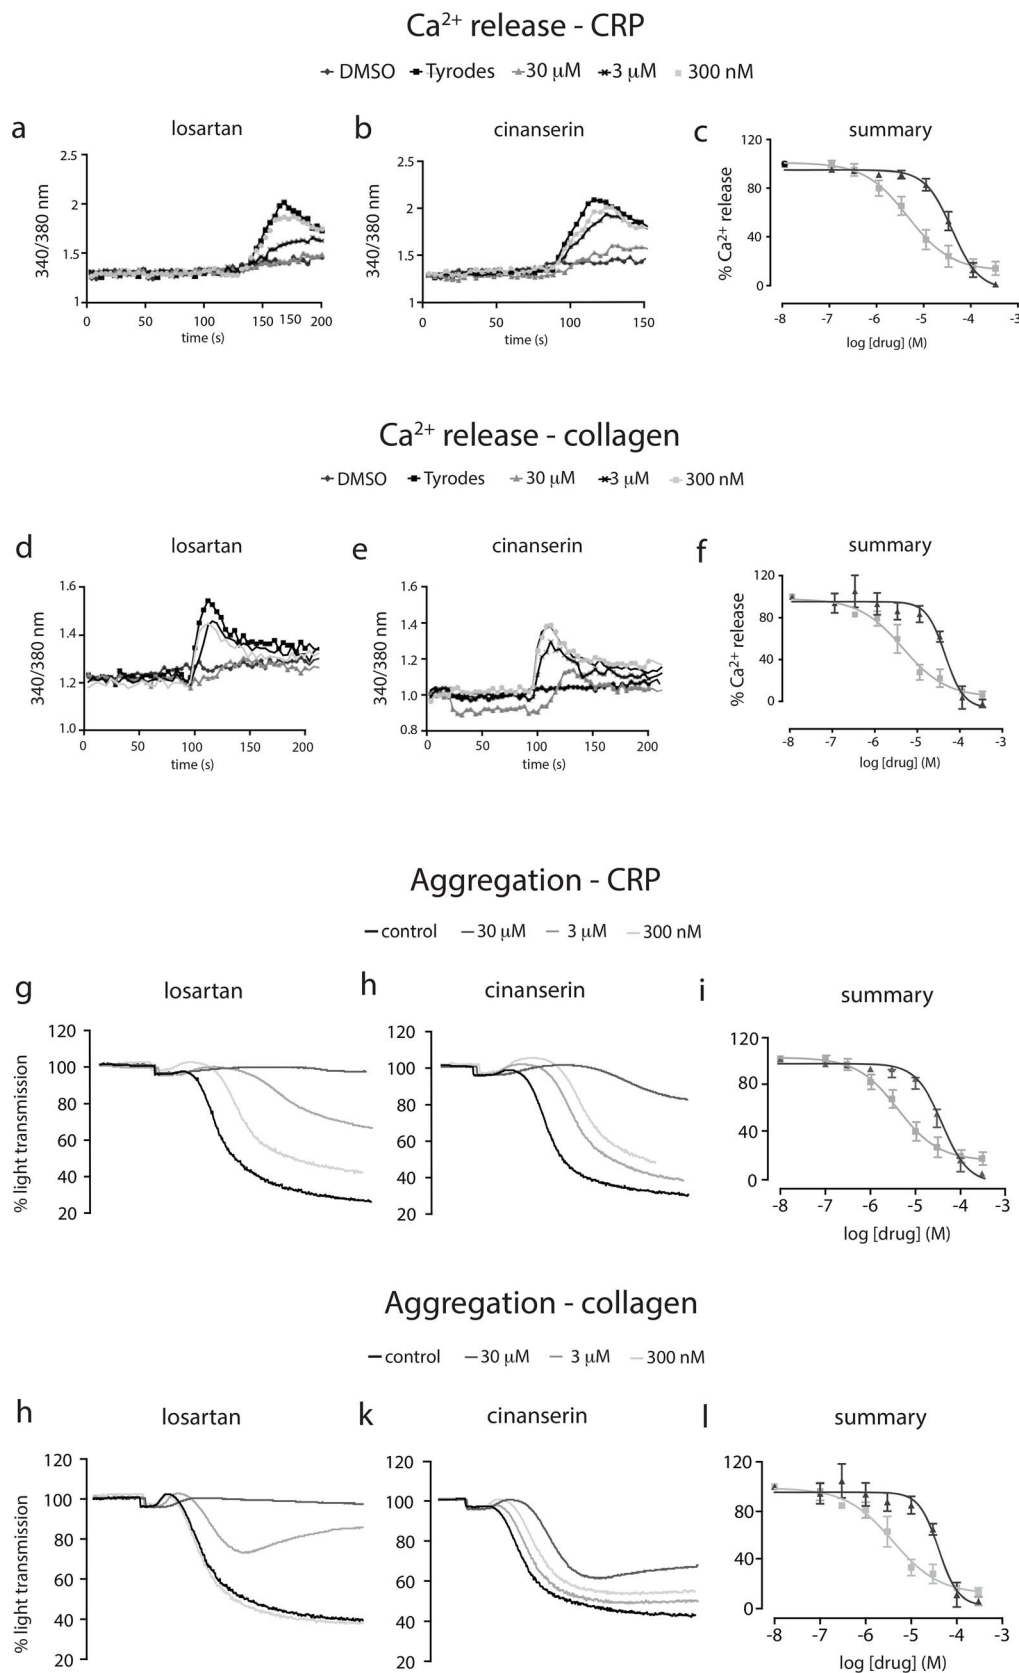 Ca2+ release - CRP
DMSO Tyrodes 30 µM 3 µM 300 nM
a losartan b cinanserin c summary
340/380 nm
2.5
2
1.5
1
0 50 100 150 150 200
time (s)
340/380 nm
2.5
2
1.5
1
0 50 100 150
time (s)
% Ca2+ release
120
80
40
0
-8 -7 -6 -5 -4 -3
log [drug] (M)
Ca2+ release - collagen
DMSO Tyrodes 30 µM 3 µM 300 nM
d losartan e cinanserin f summary
340/380 nm
1.6
1.4
1.2
1.0
0 50 100 150 200
time (s)
340/380 nm
1.6
1.4
1.2
1.0
0.8
0 50 100 150 200
time (s)
% Ca2+ release
120
80
40
0
-8 -7 -6 -5 -4 -3
log [drug] (M)
Aggregation - CRP
control 30 µM 3 µM 300 nM
g losartan h cinanserin i summary
% light transmission
120
100
80
60
40
20
120
100
80
60
40
20
120
80
40
0
-8 -7 -6 -5 -4 -3
log [drug] (M)
Aggregation - collagen
control 30 µM 3 µM 300 nM
h losartan k cinanserin l summary
% light transmission
120
100
80
60
40
20
120
100
80
60
40
20
120
80
40
0
-8 -7 -6 -5 -4 -3
log [drug] (M)